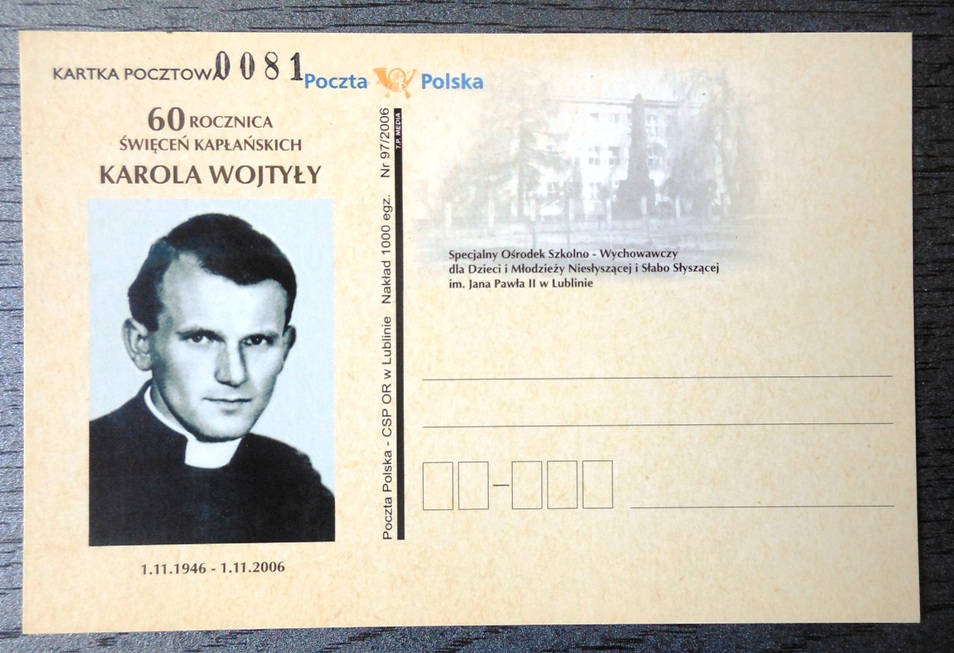 KARTKA POCZTOWA 0081
Poczta Polska
60 ROCZNICA
ŚWIĘCEŃ KAPŁAŃSKICH
KAROLA WOJTYŁY
1.11.1946 - 1.11.2006
Poczta Polska - CSP OR w Lublinie Nakład 1000 egz. Nr 97/2006
T.P. MEDIA
Specjalny Ośrodek Szkolno - Wychowawczy
dla Dzieci i Młodzieży Niesłyszącej i Słabo Słyszącej
im. Jana Pawła II w Lublinie